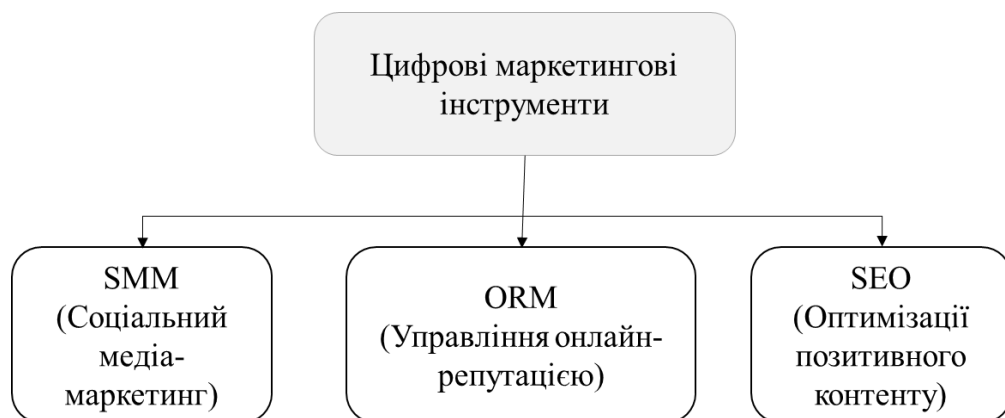 Цифрові маркетингові
інструменти
SMM
(Соціальний
медіа-
маркетинг)
ORM
(Управління онлайн-
репутацією)
SEO
(Оптимізації
позитивного
контенту)